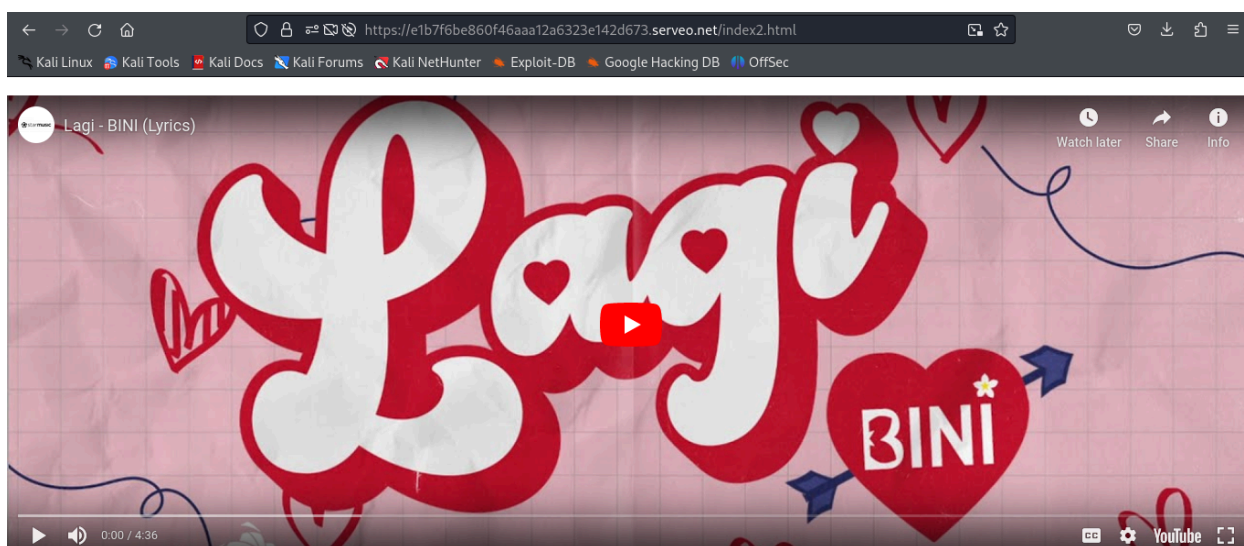 https://e1b7f6be860f46aaa12a6323e142d673.serveo.net/index2.html
Kali Linux Kali Tools Kali Docs Kali Forums Kali NetHunter Exploit-DB Google Hacking DB OffSec
Lagi - BINI (Lyrics)
Watch later Share Info
Lagi
BINI
0:00 / 4:36
CC
YouTube